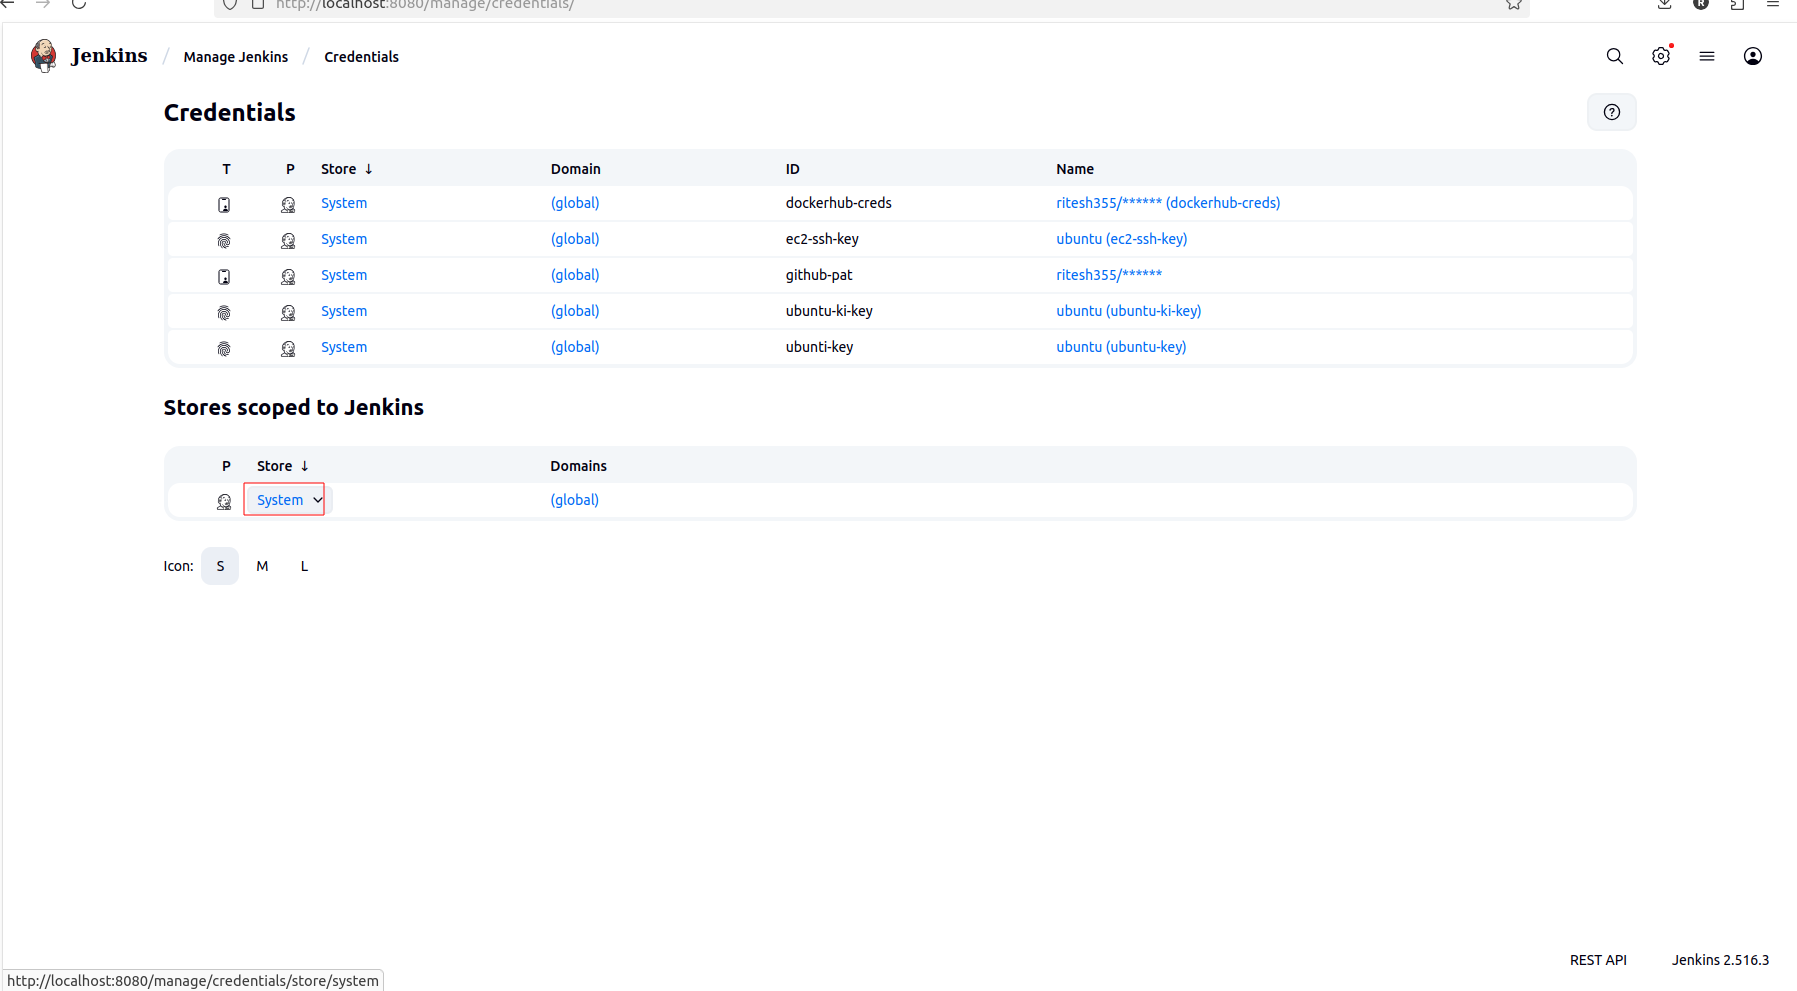 http://localhost:8080/manage/credentials/
Jenkins / Manage Jenkins / Credentials
Credentials
T P Store ↓ Domain ID Name
System (global) dockerhub-creds ritesh355/****** (dockerhub-creds)
System (global) ec2-ssh-key ubuntu (ec2-ssh-key)
System (global) github-pat ritesh355/******
System (global) ubuntu-ki-key ubuntu (ubuntu-ki-key)
System (global) ubunti-key ubuntu (ubuntu-key)
Stores scoped to Jenkins
P Store ↓ Domains
System (global)
Icon: S M L
REST API Jenkins 2.516.3
http://localhost:8080/manage/credentials/store/system